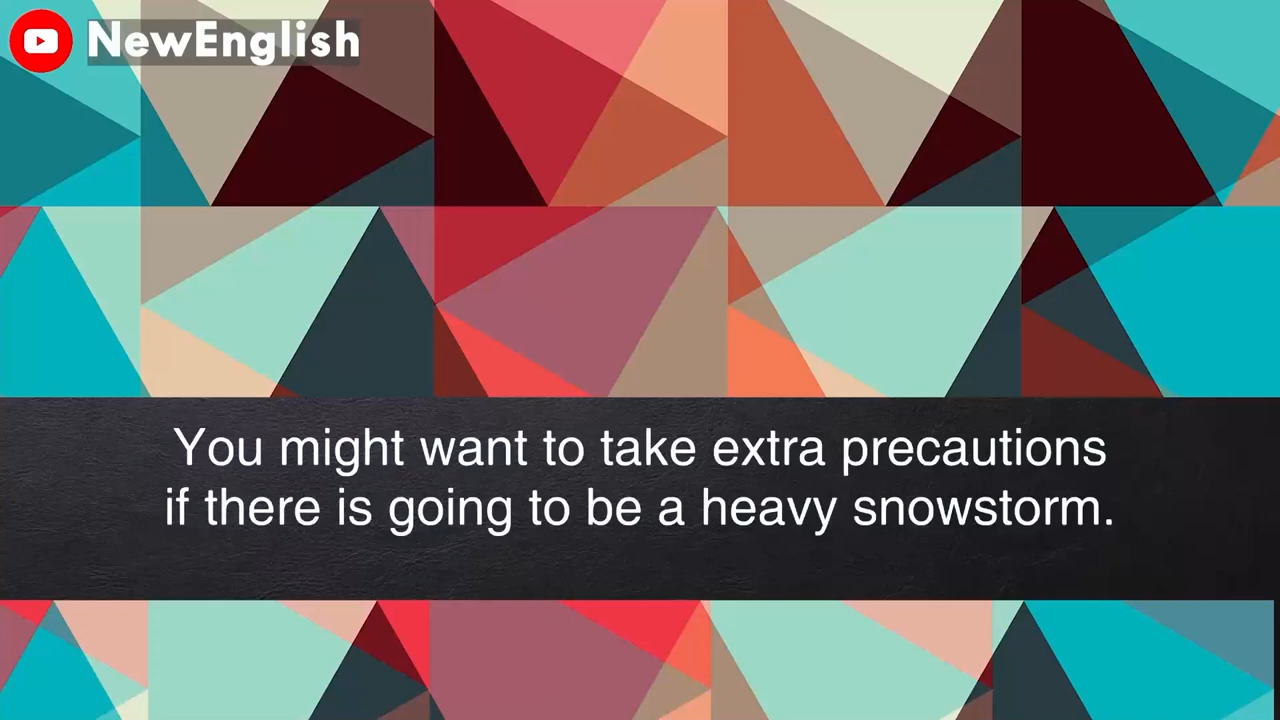 NewEnglish
You might want to take extra precautions
if there is going to be a heavy snowstorm.